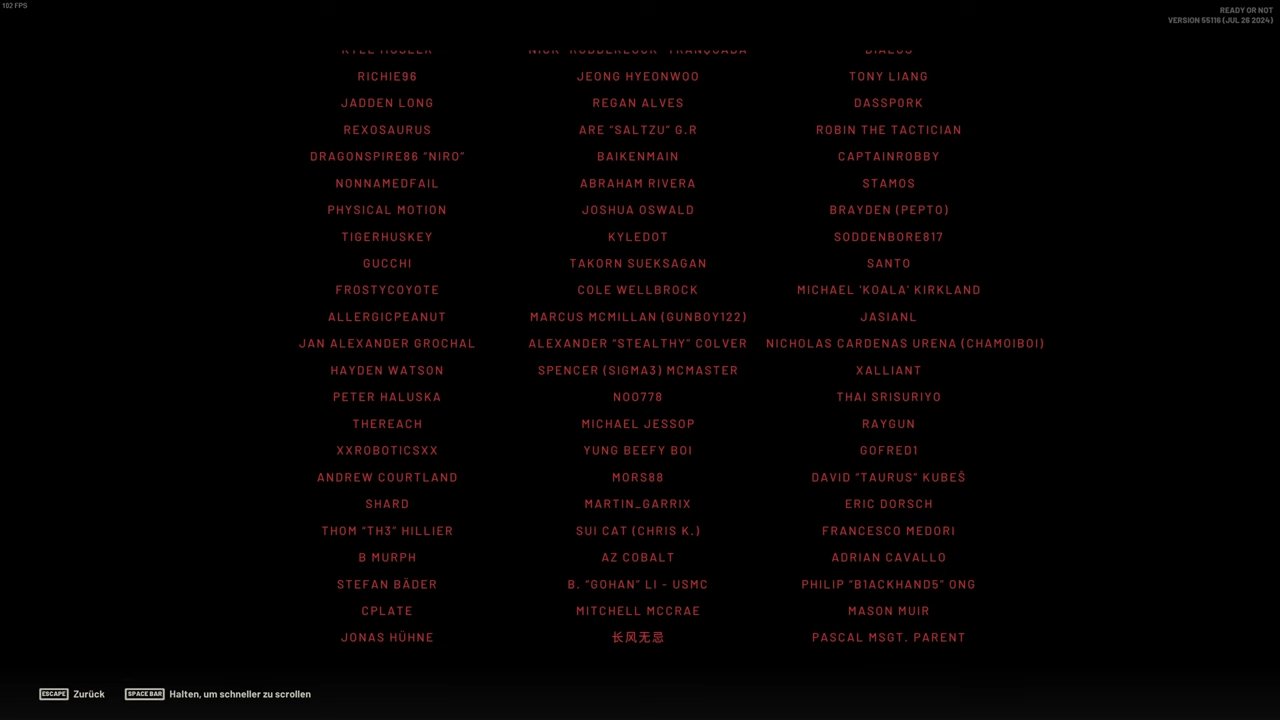 102 FPS
READY OR NOT
VERSION 55116 (JUL 26 2024)
RICHIE96 JEONG HYEONWOO TONY LIANG
JADDEN LONG REGAN ALVES DASSPORK
REXOSAURUS ARE "SALTZU" G.R ROBIN THE TACTICIAN
DRAGONSPIRE86 "NIRO" BAIKENMAIN CAPTAINROBBY
NONNAMEDFAIL ABRAHAM RIVERA STAMOS
PHYSICAL MOTION JOSHUA OSWALD BRAYDEN (PEPTO)
TIGERHUSKEY KYLEDOT SODDENBORE817
GUCCHI TAKORN SUEKSAGAN SANTO
FROSTYCOYOTE COLE WELLBROCK MICHAEL 'KOALA' KIRKLAND
ALLERGICPEANUT MARCUS MCMILLAN (GUNBOY122) JASIANL
JAN ALEXANDER GROCHAL ALEXANDER "STEALTHY" COLVER NICHOLAS CARDENAS URENA (CHAMOIBOI)
HAYDEN WATSON SPENCER (SIGMA3) MCMASTER XALLIANT
PETER HALUSKA NOO778 THAI SRISURIYO
THEREACH MICHAEL JESSOP RAYGUN
XXROBOTICSXX YUNG BEEFY BOI GOFRED1
ANDREW COURTLAND MORS88 DAVID "TAURUS" KUBEŠ
SHARD MARTIN_GARRIX ERIC DORSCH
THOM "TH3" HILLIER SUI CAT (CHRIS K.) FRANCESCO MEDORI
B MURPH AZ COBALT ADRIAN CAVALLO
STEFAN BÄDER B. "GOHAN" LI - USMC PHILIP "B1ACKHAND5" ONG
CPLATE MITCHELL MCCRAE MASON MUIR
JONAS HÜHNE 长风无忌 PASCAL MSGT. PARENT
ESCAPE Zurück SPACE BAR Halten, um schneller zu scrollen